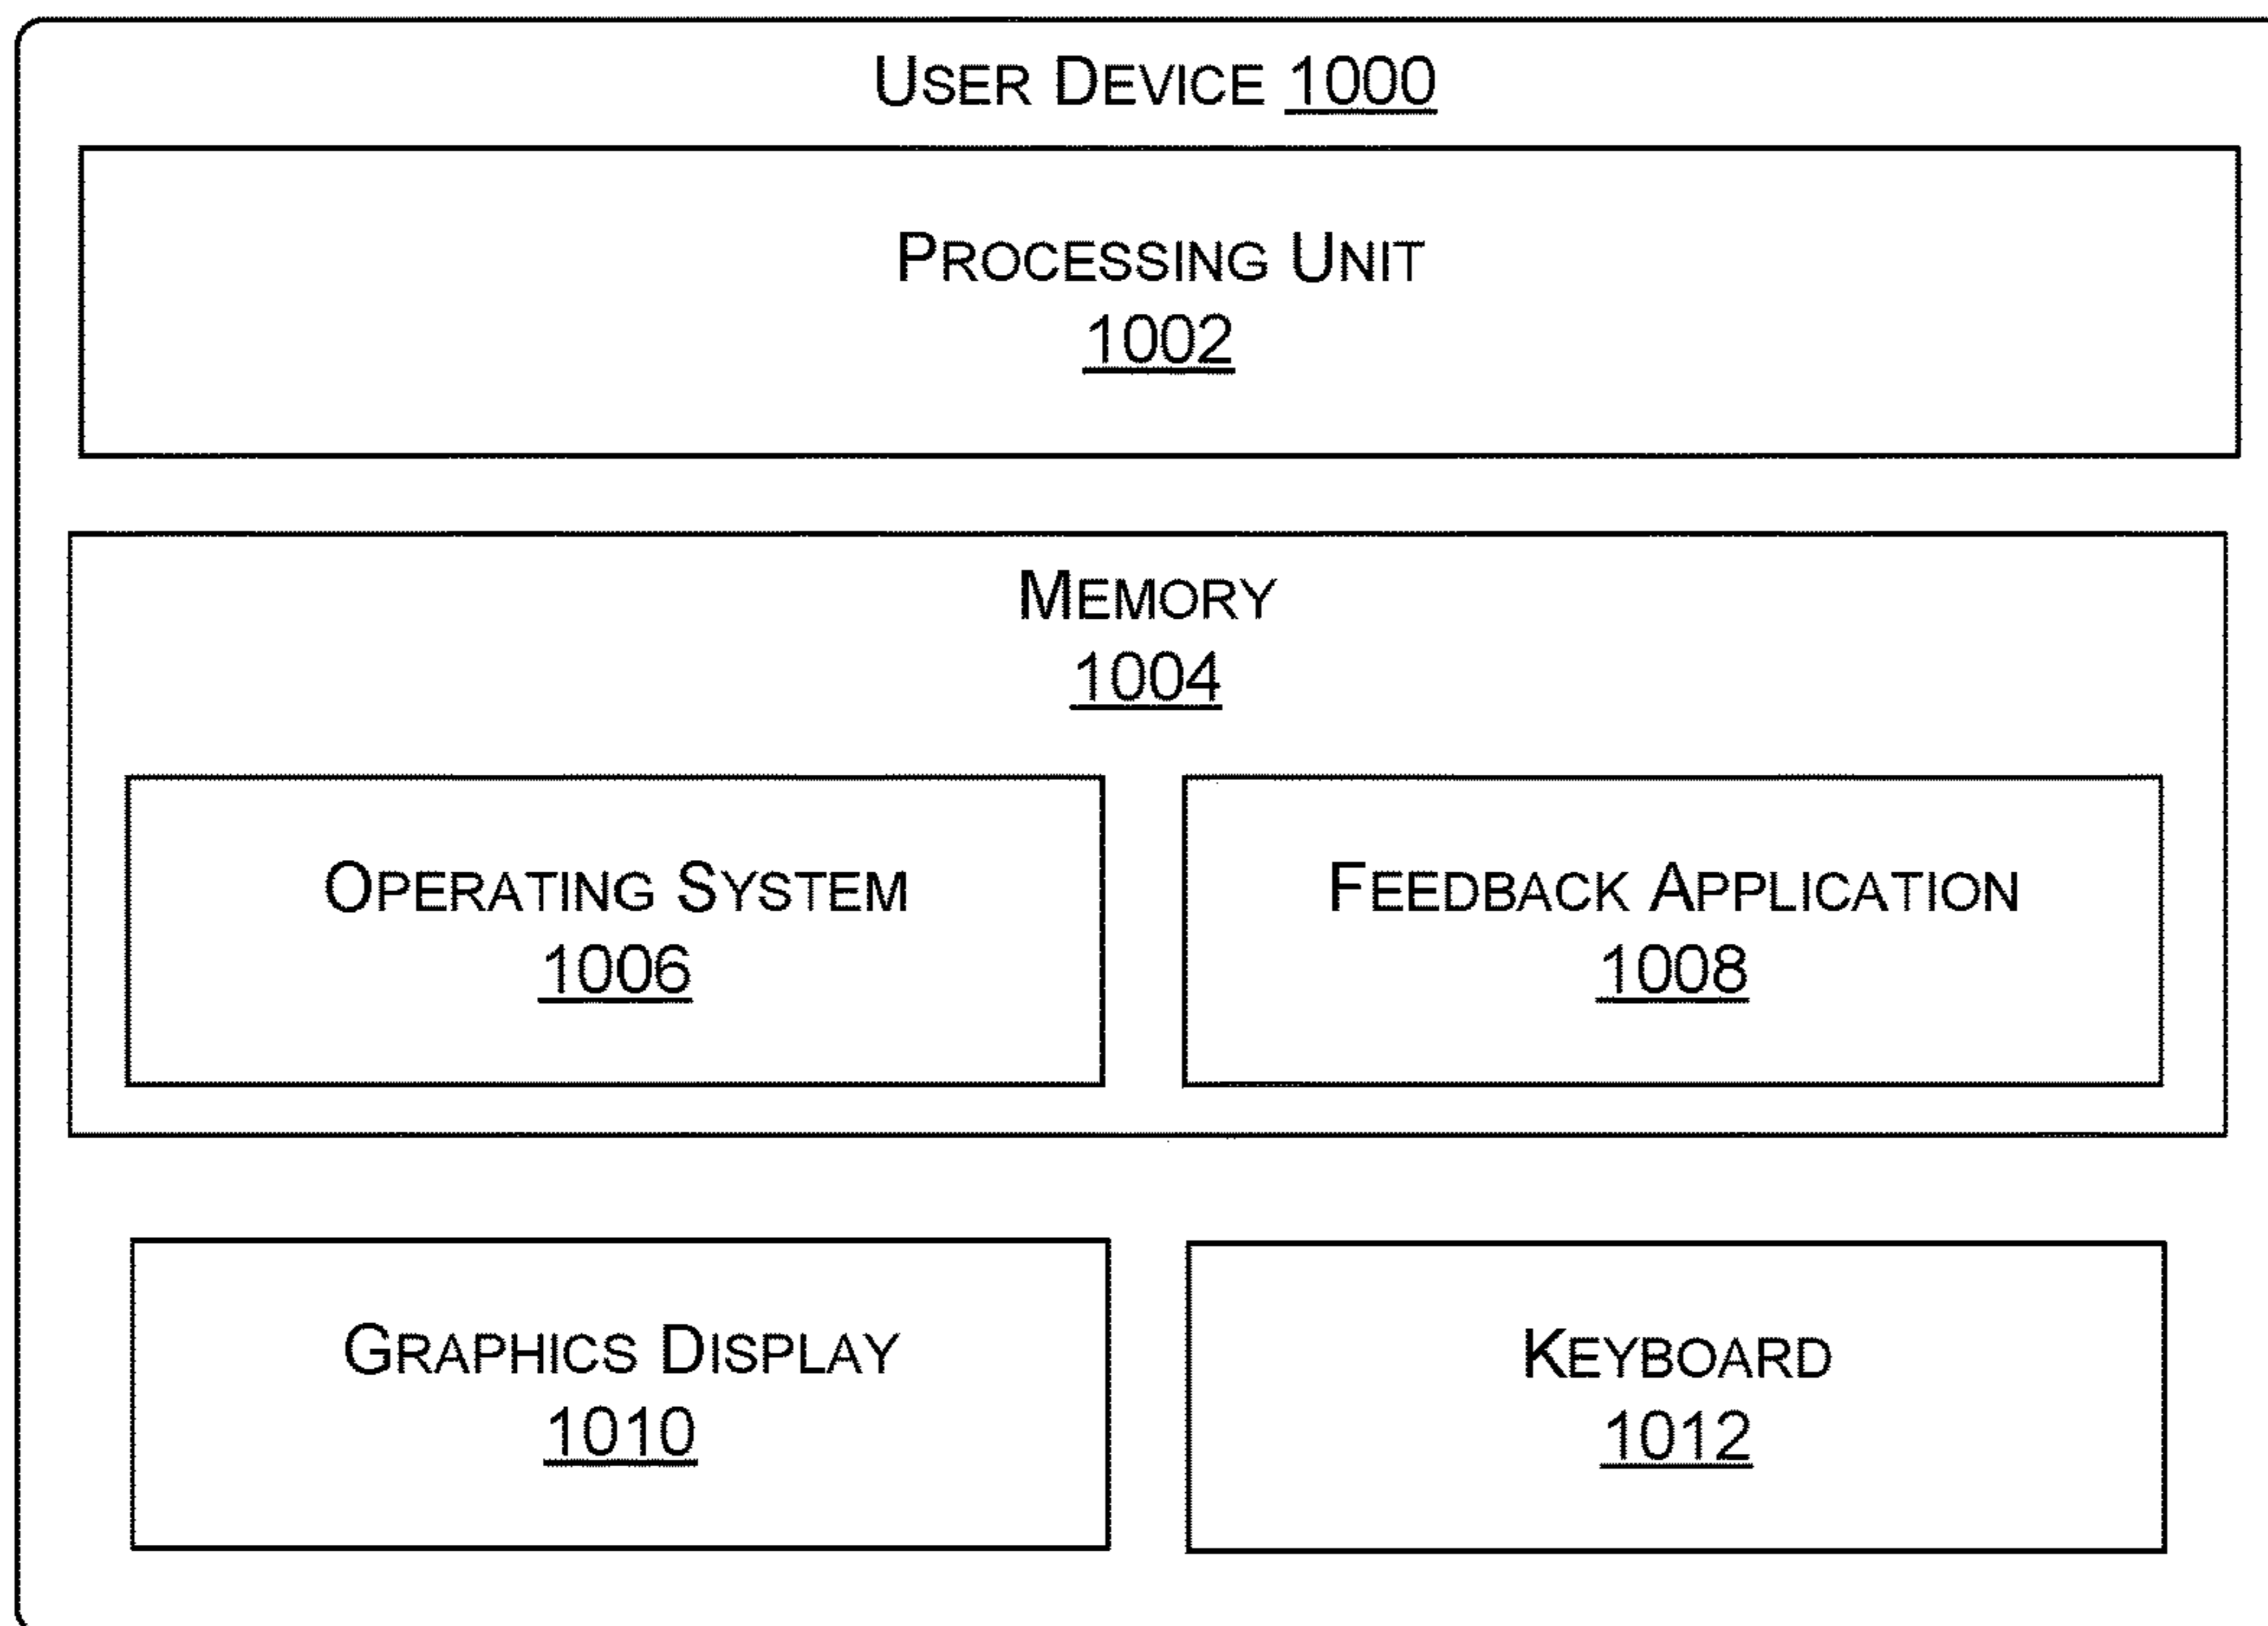 USER DEVICE 1000
PROCESSING UNIT
1002
MEMORY
1004
OPERATING SYSTEM
1006
FEEDBACK APPLICATION
1008
GRAPHICS DISPLAY
1010
KEYBOARD
1012